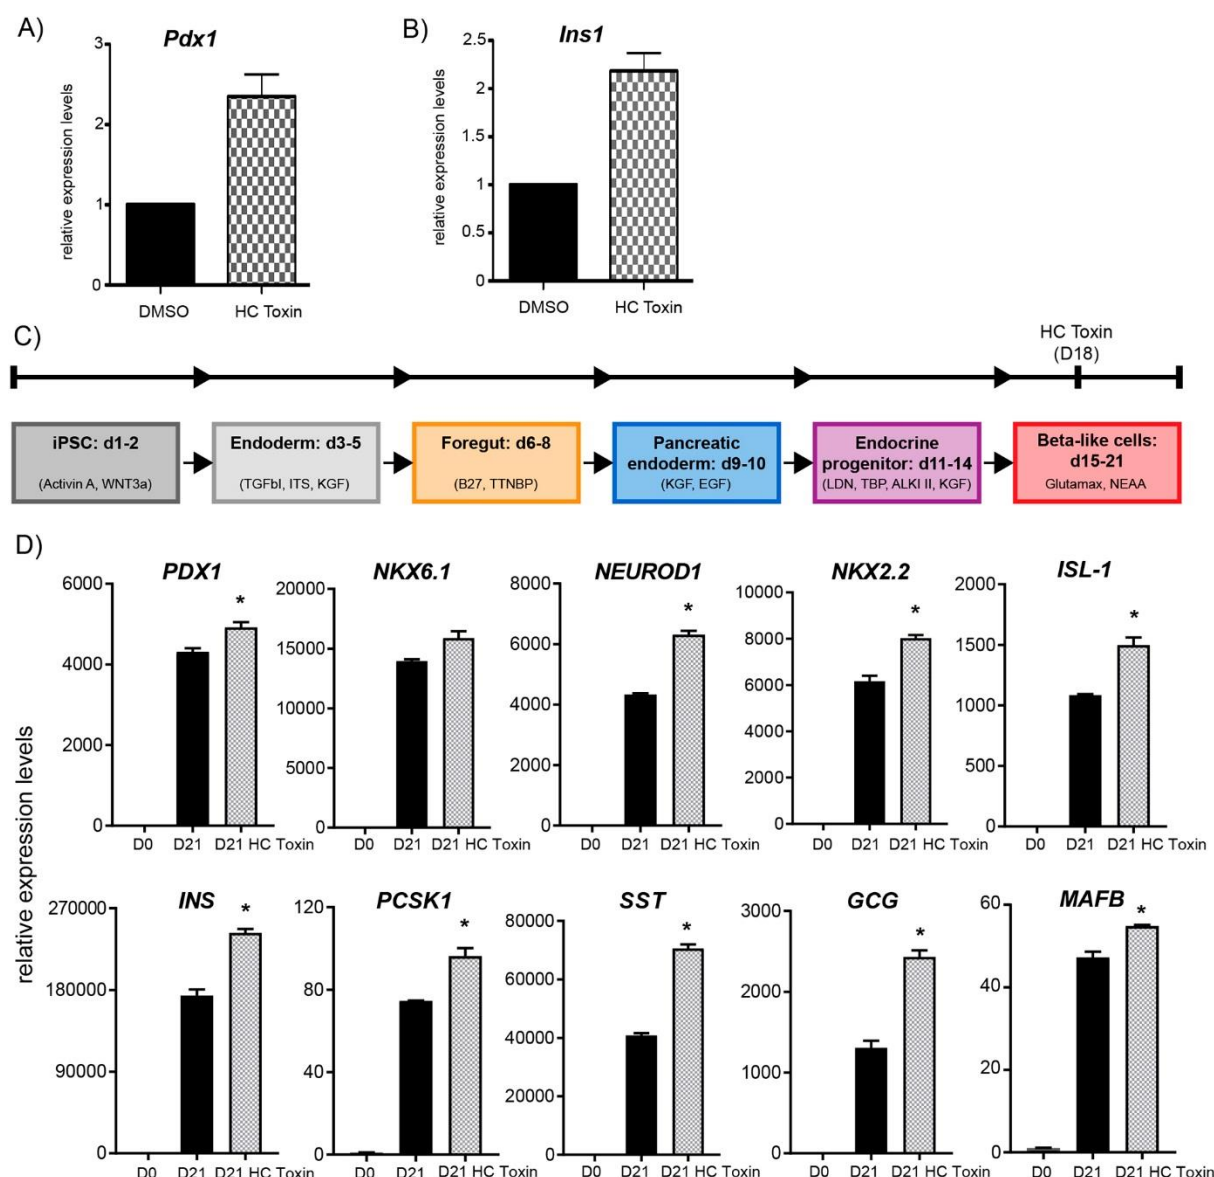 A)
Pdx1
relative expression levels
3
2
1
0
DMSO
HC Toxin
B)
Ins1
relative expression levels
2.5
2
1.5
1
0.5
0
DMSO
HC Toxin
C)
HC Toxin
(D18)
iPSC: d1-2
(Activin A, WNT3a)
Endoderm: d3-5
(TGFbI, ITS, KGF)
Foregut: d6-8
(B27, TTNBP)
Pancreatic
endoderm: d9-10
(KGF, EGF)
Endocrine
progenitor: d11-14
(LDN, TBP, ALKI II, KGF)
Beta-like cells:
d15-21
Glutamax, NEAA
D)
relative expression levels
PDX1
6000
4000
2000
0
*
D0 D21 D21 HC Toxin
NKX6.1
20000
15000
10000
5000
0
D0 D21 D21 HC Toxin
NEUROD1
8000
6000
4000
2000
0
*
D0 D21 D21 HC Toxin
NKX2.2
10000
8000
6000
4000
2000
0
*
D0 D21 D21 HC Toxin
ISL-1
2000
1500
1000
500
0
*
D0 D21 D21 HC Toxin
INS
270000
180000
90000
0
*
D0 D21 D21 HC Toxin
PCSK1
120
80
40
0
*
D0 D21 D21 HC Toxin
SST
80000
60000
40000
20000
0
*
D0 D21 D21 HC Toxin
GCG
3000
2000
1000
0
*
D0 D21 D21 HC Toxin
MAFB
60
40
20
0
*
D0 D21 D21 HC Toxin